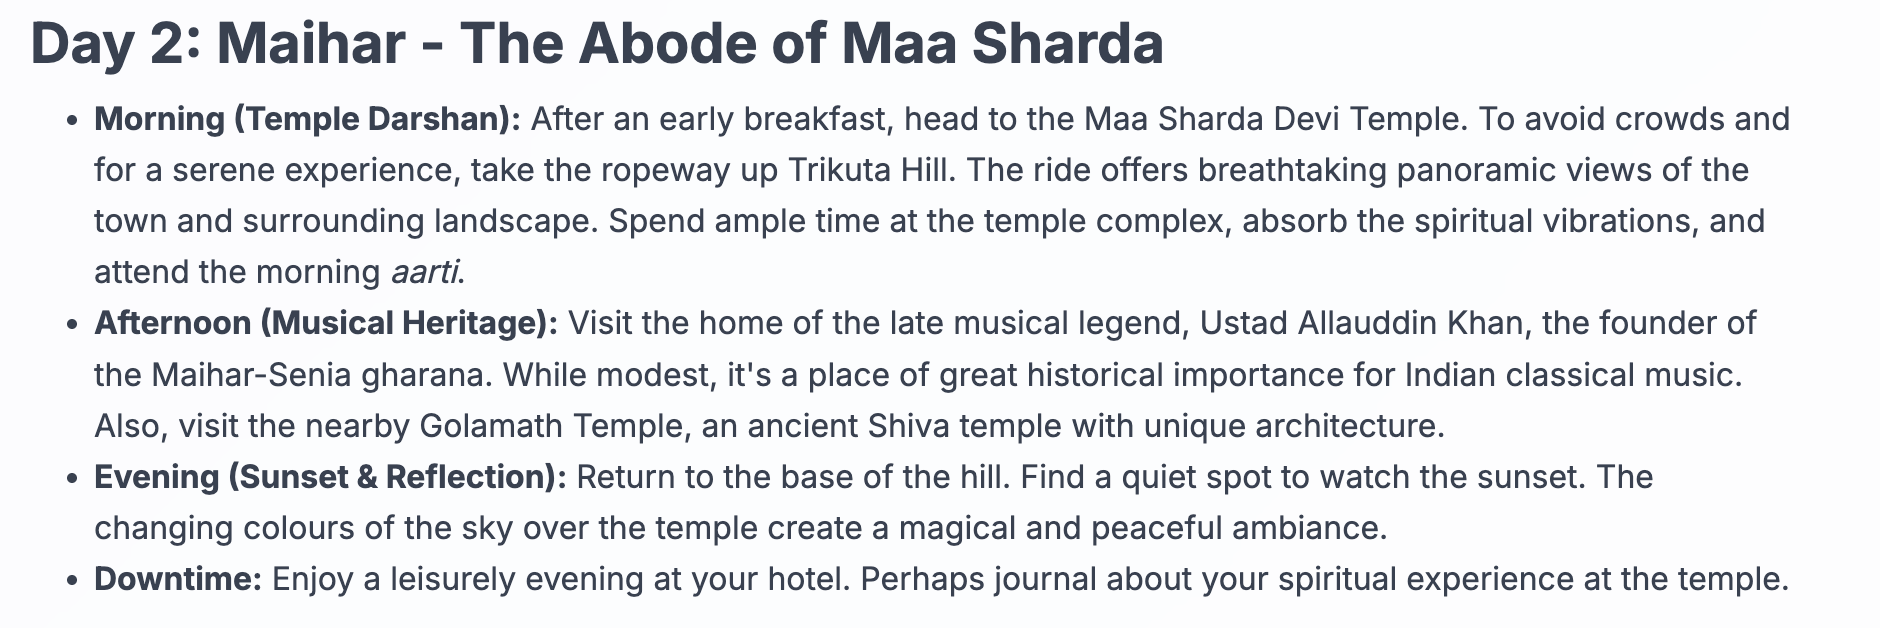 Day 2: Maihar - The Abode of Maa Sharda
• Morning (Temple Darshan): After an early breakfast, head to the Maa Sharda Devi Temple. To avoid crowds and
for a serene experience, take the ropeway up Trikuta Hill. The ride offers breathtaking panoramic views of the
town and surrounding landscape. Spend ample time at the temple complex, absorb the spiritual vibrations, and
attend the morning aarti.
• Afternoon (Musical Heritage): Visit the home of the late musical legend, Ustad Allauddin Khan, the founder of
the Maihar-Senia gharana. While modest, it's a place of great historical importance for Indian classical music.
Also, visit the nearby Golamath Temple, an ancient Shiva temple with unique architecture.
• Evening (Sunset & Reflection): Return to the base of the hill. Find a quiet spot to watch the sunset. The
changing colours of the sky over the temple create a magical and peaceful ambiance.
• Downtime: Enjoy a leisurely evening at your hotel. Perhaps journal about your spiritual experience at the temple.